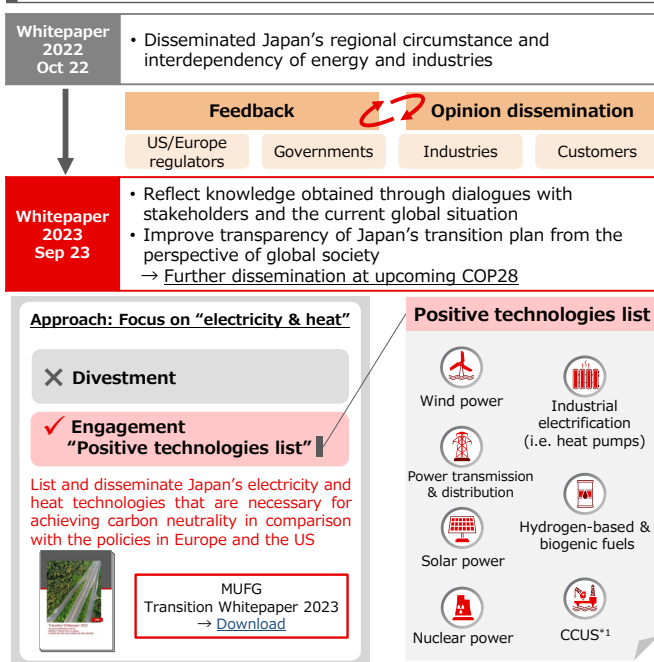 Whitepaper
2022
Oct 22
• Disseminated Japan's regional circumstance and
interdependency of energy and industries
Feedback
Opinion dissemination
US/Europe
regulators
Governments
Industries
Customers
Whitepaper
2023
Sep 23
• Reflect knowledge obtained through dialogues with
stakeholders and the current global situation
• Improve transparency of Japan's transition plan from the
perspective of global society
→ Further dissemination at upcoming COP28
Approach: Focus on "electricity & heat"
Divestment
Engagement
"Positive technologies list"
List and disseminate Japan's electricity and
heat technologies that are necessary for
achieving carbon neutrality in comparison
with the policies in Europe and the US
Transition Whitepaper 2023
MUFG
Transition Whitepaper 2023
→ Download
Positive technologies list
Wind power
Industrial
electrification
(i.e. heat pumps)
Power transmission
& distribution
Hydrogen-based &
biogenic fuels
Solar power
Nuclear power
CCUS*1